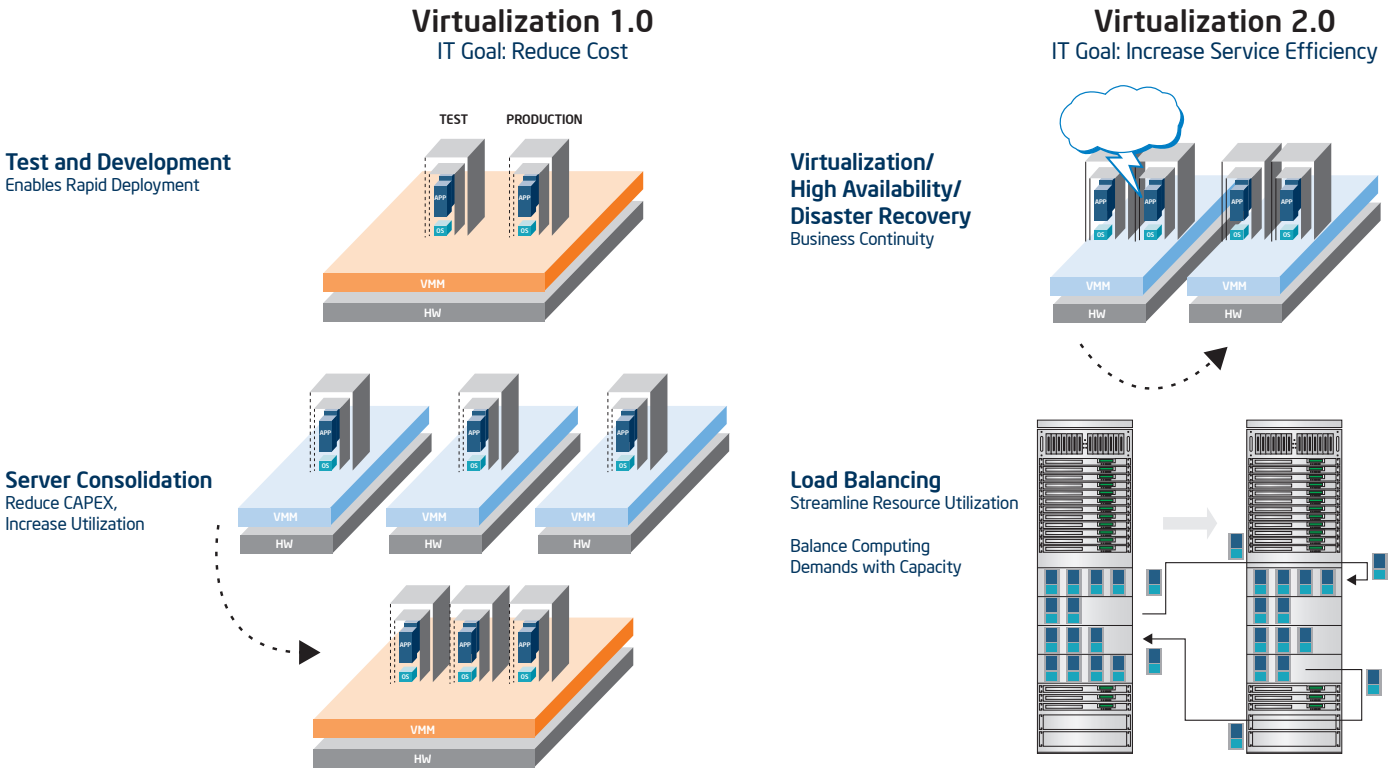 Virtualization 1.0
IT Goal: Reduce Cost
Test and Development
Enables Rapid Deployment
TEST
PRODUCTION
APP
OS
APP
OS
VMM
HW
Server Consolidation
Reduce CAPEX,
Increase Utilization
APP
OS
VMM
HW
APP
OS
VMM
HW
APP
OS
VMM
HW
APP
OS
APP
OS
APP
OS
VMM
HW
Virtualization 2.0
IT Goal: Increase Service Efficiency
Virtualization/
High Availability/
Disaster Recovery
Business Continuity
APP
OS
APP
OS
VMM
HW
APP
OS
APP
OS
VMM
HW
Load Balancing
Streamline Resource Utilization
Balance Computing
Demands with Capacity